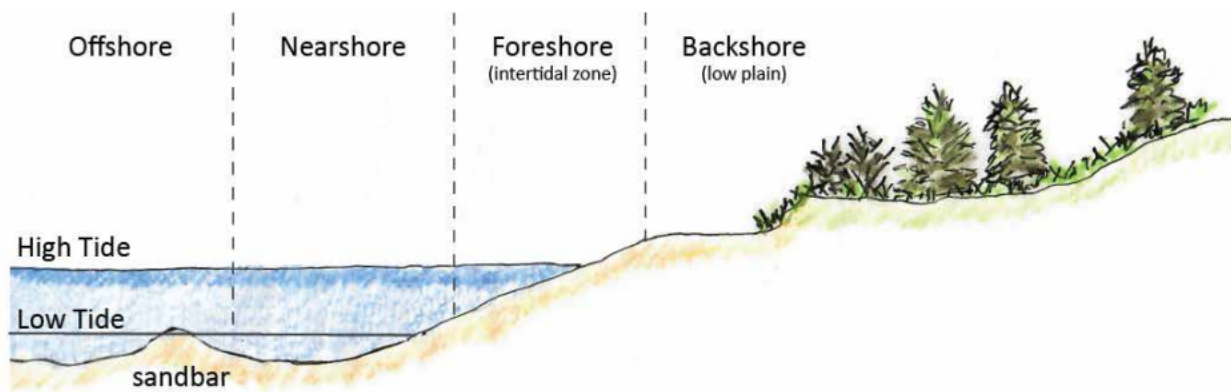 Offshore
Nearshore
Foreshore
(intertidal zone)
Backshore
(low plain)
High Tide
Low Tide
sandbar